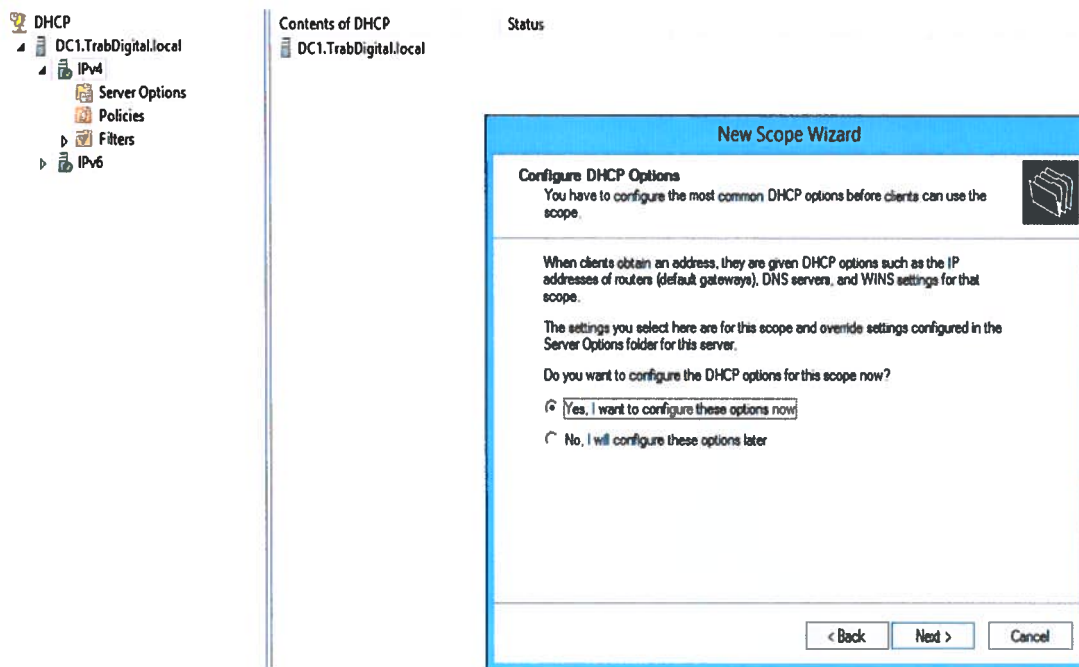 DHCP
DC1.TrabDigital.local
IPv4
Server Options
Policies
Filters
IPv6
Contents of DHCP
Status
DC1.TrabDigital.local
New Scope Wizard
Configure DHCP Options
You have to configure the most common DHCP options before clients can use the
scope.
When clients obtain an address, they are given DHCP options such as the IP
addresses of routers (default gateways), DNS servers, and WINS settings for that
scope.
The settings you select here are for this scope and override settings configured in the
Server Options folder for this server.
Do you want to configure the DHCP options for this scope now?
Yes, I want to configure these options now
No, I will configure these options later
< Back
Next >
Cancel